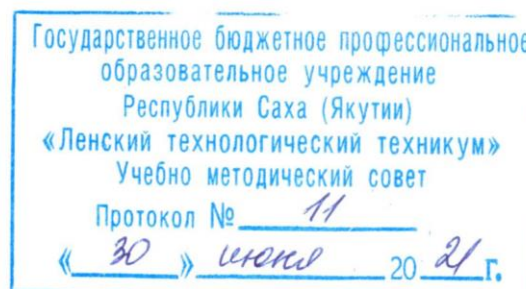 Государственное бюджетное профессиональное
образовательное учреждение
Республики Саха (Якутии)
«Ленский технологический техникум»
Учебно методический совет
Протокол № 11
« 30 » июня 20 21 г.